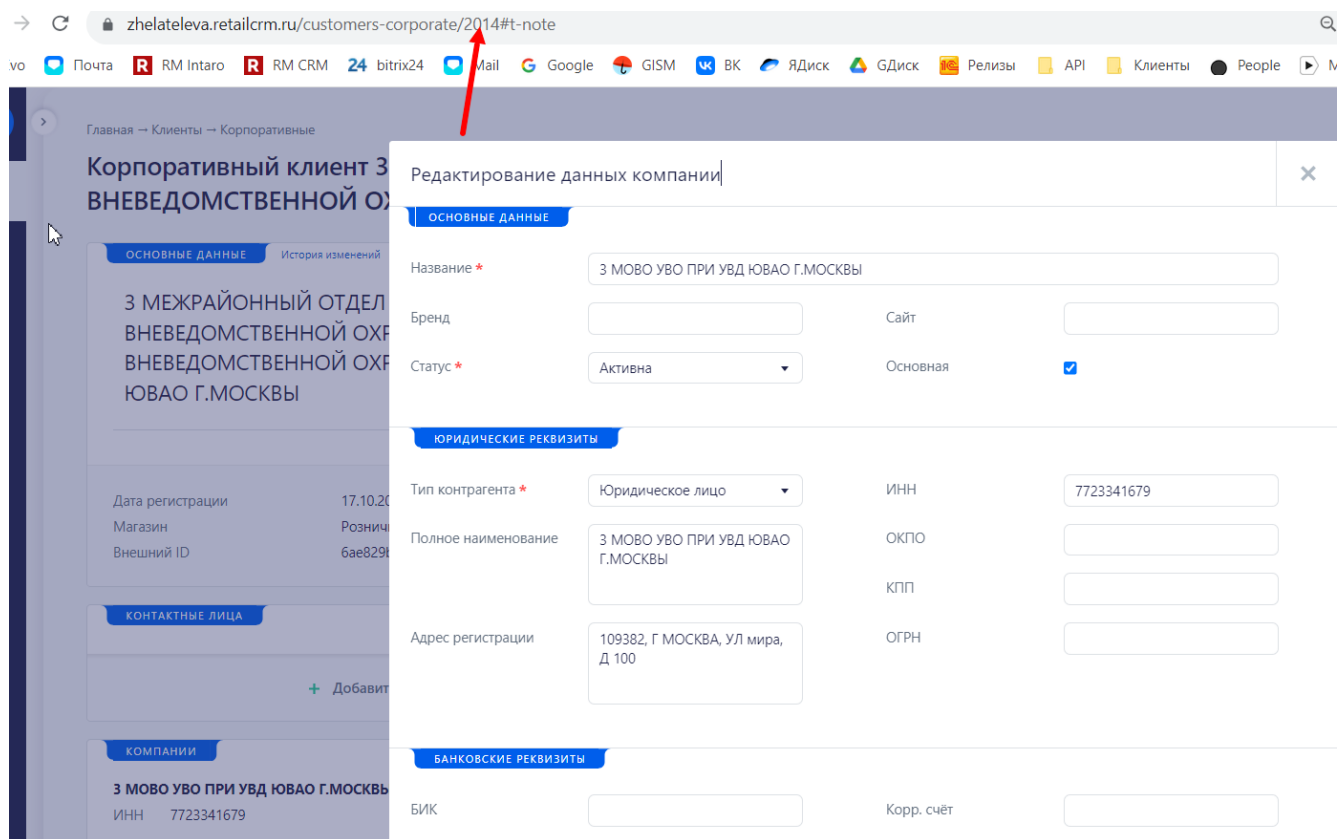 zhelateleva.retailcrm.ru/customers-corporate/2014#t-note
vo Почта RM Intaro RM CRM 24 bitrix24 Mail Google GISM ВК ЯДиск GДиск Релизы API Клиенты People
Главная → Клиенты → Корпоративные
Корпоративный клиент 3
ВНЕВЕДОМСТВЕННОЙ ОХ
ОСНОВНЫЕ ДАННЫЕ История изменений
3 МЕЖРАЙОННЫЙ ОТДЕЛ
ВНЕВЕДОМСТВЕННОЙ ОХР
ВНЕВЕДОМСТВЕННОЙ ОХР
ЮВАО Г.МОСКВЫ
Дата регистрации 17.10.20
Магазин Рознич
Внешний ID 6ae829b
КОНТАКТНЫЕ ЛИЦА
+ Добавит
КОМПАНИИ
3 МОВО УВО ПРИ УВД ЮВАО Г.МОСКВЫ
ИНН 7723341679
Редактирование данных компании
ОСНОВНЫЕ ДАННЫЕ
Название * 3 МОВО УВО ПРИ УВД ЮВАО Г.МОСКВЫ
Бренд Сайт
Статус * Активна Основная
ЮРИДИЧЕСКИЕ РЕКВИЗИТЫ
Тип контрагента * Юридическое лицо ИНН 7723341679
Полное наименование 3 МОВО УВО ПРИ УВД ЮВАО
Г.МОСКВЫ
ОКПО
КПП
Адрес регистрации 109382, Г МОСКВА, УЛ мира,
Д 100
ОГРН
БАНКОВСКИЕ РЕКВИЗИТЫ
БИК Корр. счёт